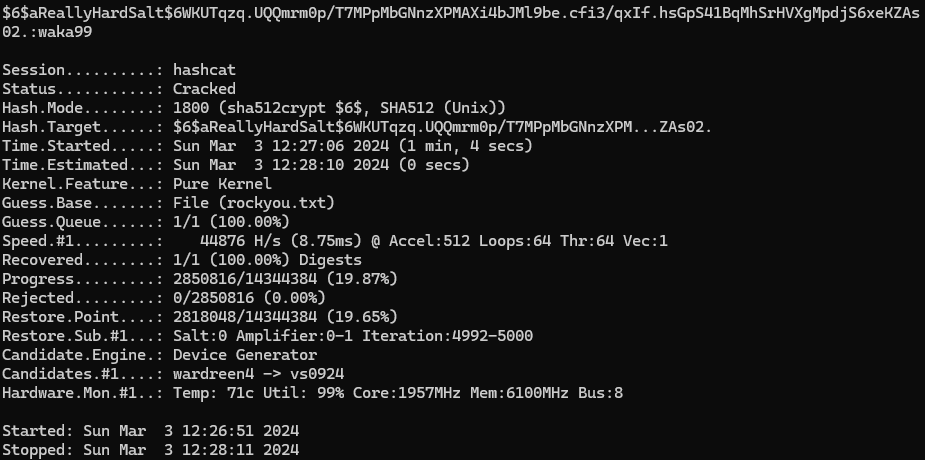 $6$aReallyHardSalt$6WKUTqzq.UQQmrm0p/T7MPpMbGNnzXPMAXi4bJMl9be.cfi3/qxIf.hsGpS41BqMhSrHVXgMpdjS6xeKZAs
02.:waka99
Session..........: hashcat
Status...........: Cracked
Hash.Mode........: 1800 (sha512crypt $6$, SHA512 (Unix))
Hash.Target......: $6$aReallyHardSalt$6WKUTqzq.UQQmrm0p/T7MPpMbGNnzXPM...ZAs02.
Time.Started.....: Sun Mar  3 12:27:06 2024 (1 min, 4 secs)
Time.Estimated...: Sun Mar  3 12:28:10 2024 (0 secs)
Kernel.Feature...: Pure Kernel
Guess.Base.......: File (rockyou.txt)
Guess.Queue......: 1/1 (100.00%)
Speed.#1.........:    44876 H/s (8.75ms) @ Accel:512 Loops:64 Thr:64 Vec:1
Recovered........: 1/1 (100.00%) Digests
Progress.........: 2850816/14344384 (19.87%)
Rejected.........: 0/2850816 (0.00%)
Restore.Point....: 2818048/14344384 (19.65%)
Restore.Sub.#1...: Salt:0 Amplifier:0-1 Iteration:4992-5000
Candidate.Engine.: Device Generator
Candidates.#1....: wardreen4 -> vs0924
Hardware.Mon.#1..: Temp: 71c Util: 99% Core:1957MHz Mem:6100MHz Bus:8
Started: Sun Mar  3 12:26:51 2024
Stopped: Sun Mar  3 12:28:11 2024